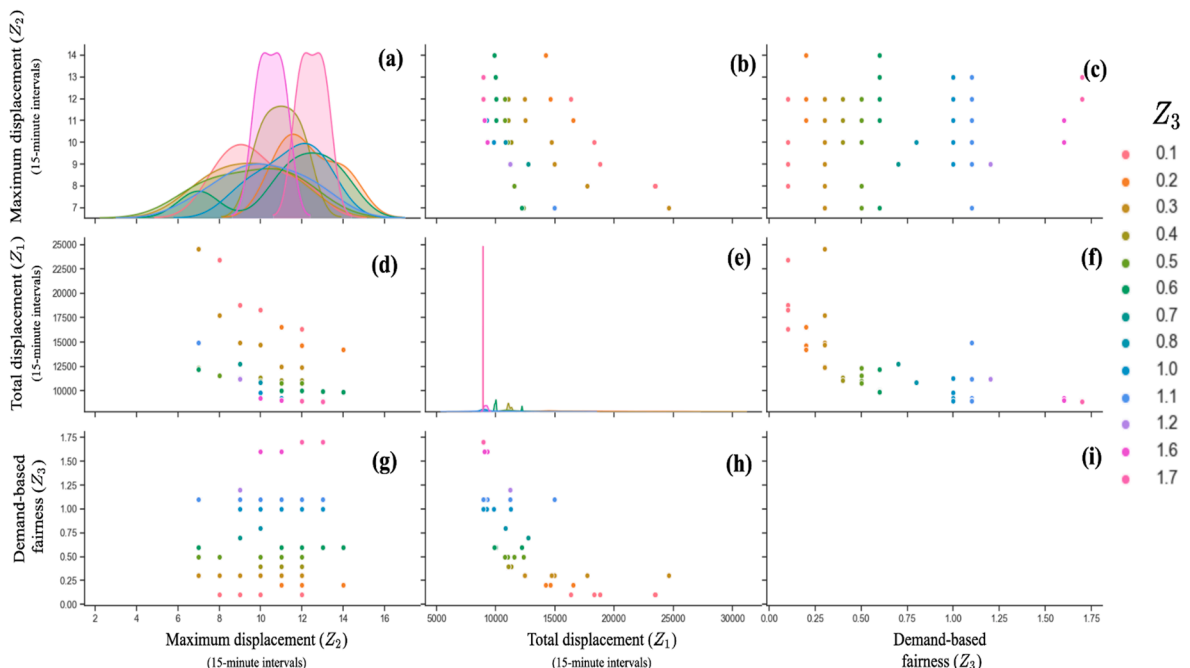 Maximum displacement (Z2)
(15-minute intervals)
14
13
12
11
10
9
8
7
(a)
(b)
(c)
Total displacement (Z1)
(15-minute intervals)
25000
22500
20000
17500
15000
12500
10000
(d)
(e)
(f)
Demand-based
fairness (Z3)
1.75
1.50
1.25
1.00
0.75
0.50
0.25
0.00
(g)
(h)
(i)
2 4 6 8 10 12 14 16
5000 10000 15000 20000 25000 30000
0.00 0.25 0.50 0.75 1.00 1.25 1.50 1.75
Maximum displacement (Z2)
(15-minute intervals)
Total displacement (Z1)
(15-minute intervals)
Demand-based
fairness (Z3)
Z3
0.1
0.2
0.3
0.4
0.5
0.6
0.7
0.8
1.0
1.1
1.2
1.6
1.7